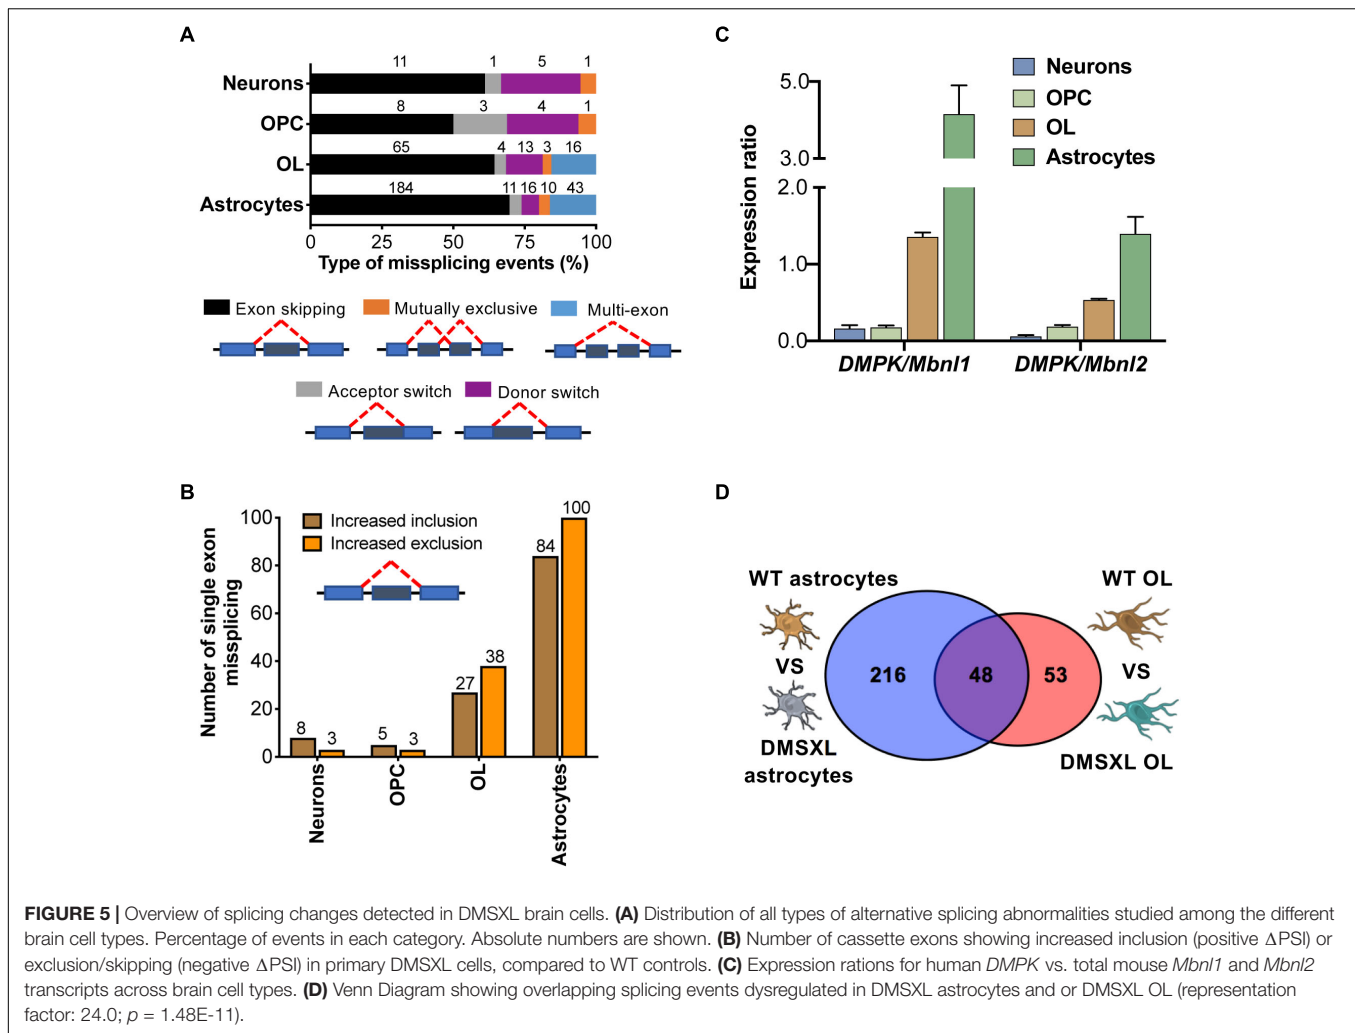 A
11 1 5 1
Neurons
8 3 4 1
OPC
65 4 13 3 16
OL
184 11 16 10 43
Astrocytes
0 25 50 75 100
Type of missplicing events (%)
Exon skipping Mutually exclusive Multi-exon
Acceptor switch Donor switch
C
Neurons
OPC
OL
Astrocytes
Expression ratio
5.0
3.0
2.0
1.0
0.0
DMPK/Mbnl1 DMPK/Mbnl2
B
Increased inclusion
Increased exclusion
Number of single exon
missplicing
100
80
60
40
20
0
8 3 5 3 27 38 84 100
Neurons OPC OL Astrocytes
D
WT astrocytes
VS
DMSXL
astrocytes
216 48 53
WT OL
VS
DMSXL OL
FIGURE 5 | Overview of splicing changes detected in DMSXL brain cells. (A) Distribution of all types of alternative splicing abnormalities studied among the different
brain cell types. Percentage of events in each category. Absolute numbers are shown. (B) Number of cassette exons showing increased inclusion (positive ΔPSI) or
exclusion/skipping (negative ΔPSI) in primary DMSXL cells, compared to WT controls. (C) Expression rations for human DMPK vs. total mouse Mbnl1 and Mbnl2
transcripts across brain cell types. (D) Venn Diagram showing overlapping splicing events dysregulated in DMSXL astrocytes and or DMSXL OL (representation
factor: 24.0; p = 1.48E-11).